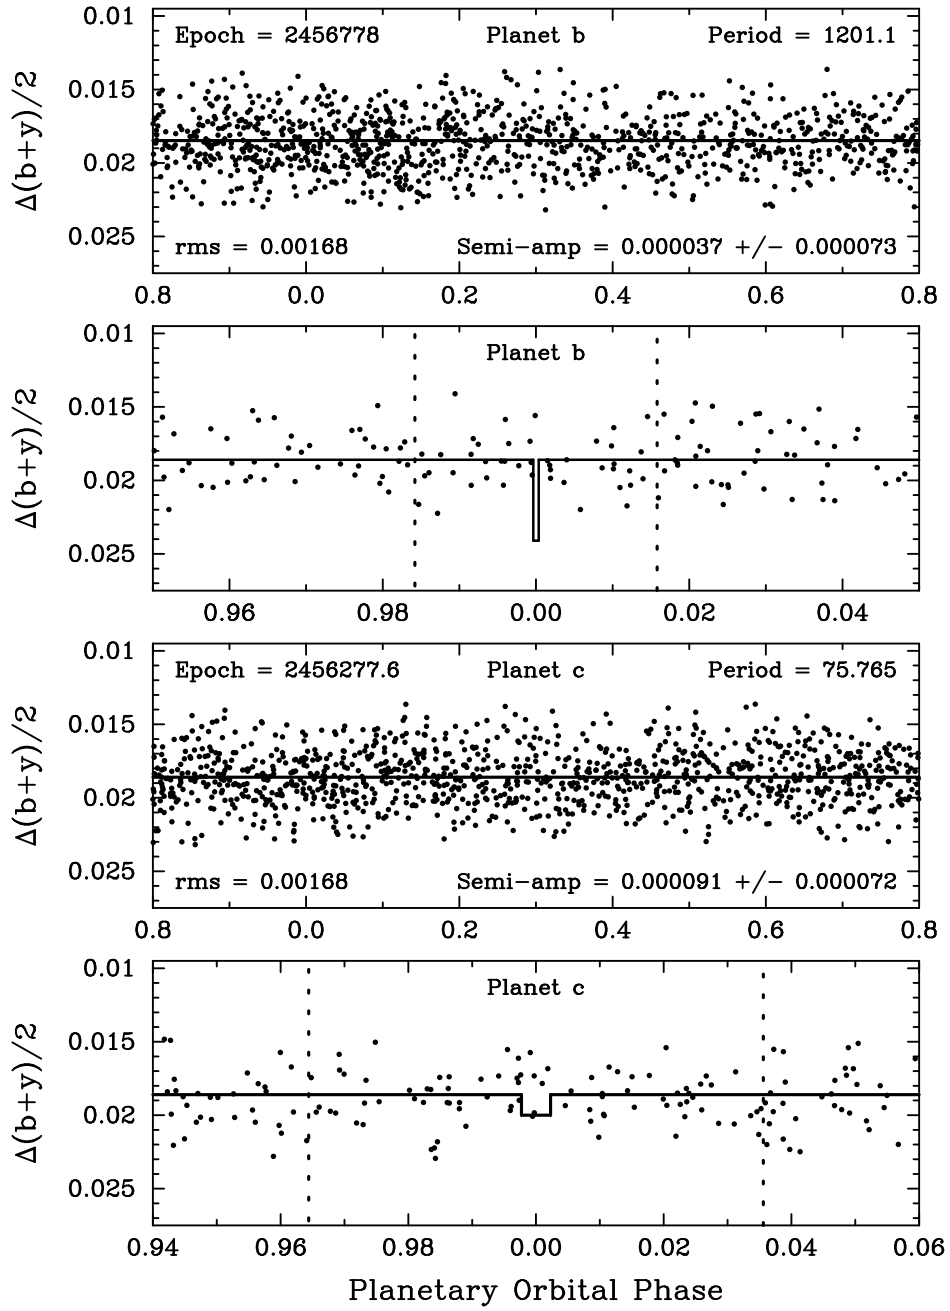 0.01
Epoch = 2456778 Planet b Period = 1201.1
0.015
Δ(b+y)/2
0.02
0.025
rms = 0.00168 Semi-amp = 0.000037 +/- 0.000073
0.8 0.0 0.2 0.4 0.6 0.8
0.01
Planet b
0.015
Δ(b+y)/2
0.02
0.025
0.96 0.98 0.00 0.02 0.04
0.01
Epoch = 2456277.6 Planet c Period = 75.765
0.015
Δ(b+y)/2
0.02
0.025
rms = 0.00168 Semi-amp = 0.000091 +/- 0.000072
0.8 0.0 0.2 0.4 0.6 0.8
0.01
Planet c
0.015
Δ(b+y)/2
0.02
0.025
0.94 0.96 0.98 0.00 0.02 0.04 0.06
Planetary Orbital Phase